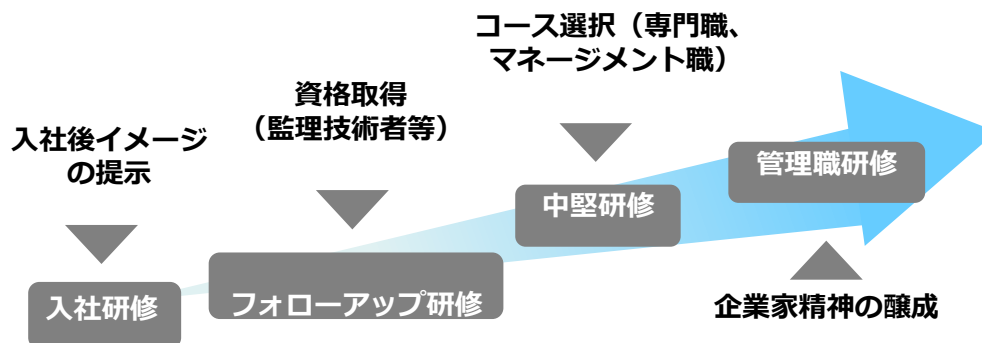 コース選択（専門職、
マネージメント職）
資格取得
（監理技術者等）
入社後イメージ
の提示
管理職研修
中堅研修
フォローアップ研修
入社研修
企業家精神の醸成